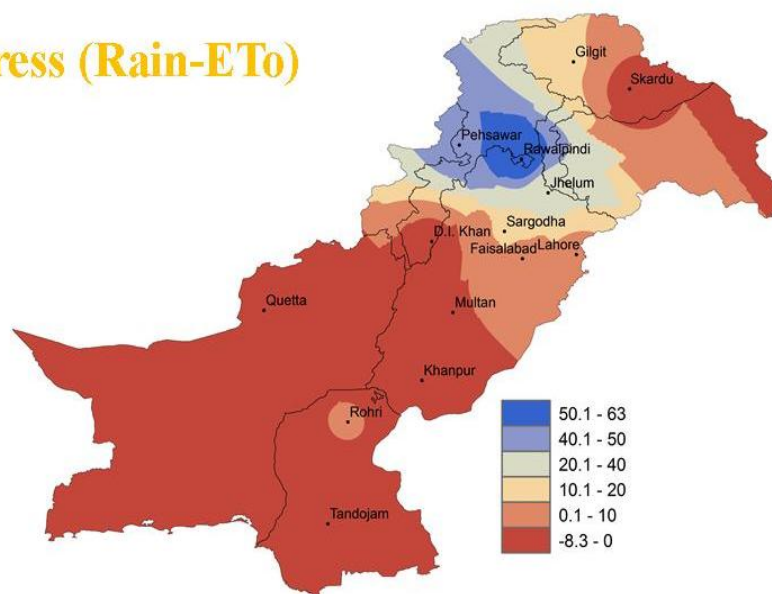 ress (Rain-ETo)
Gilgit
Skardu
Pehsawar
Rawalpindi
Jhelum
Sargodha
D.I. Khan
Faisalabad
Lahore
Quetta
Multan
Khanpur
Rohri
Tandojam
50.1 - 63
40.1 - 50
20.1 - 40
10.1 - 20
0.1 - 10
-8.3 - 0